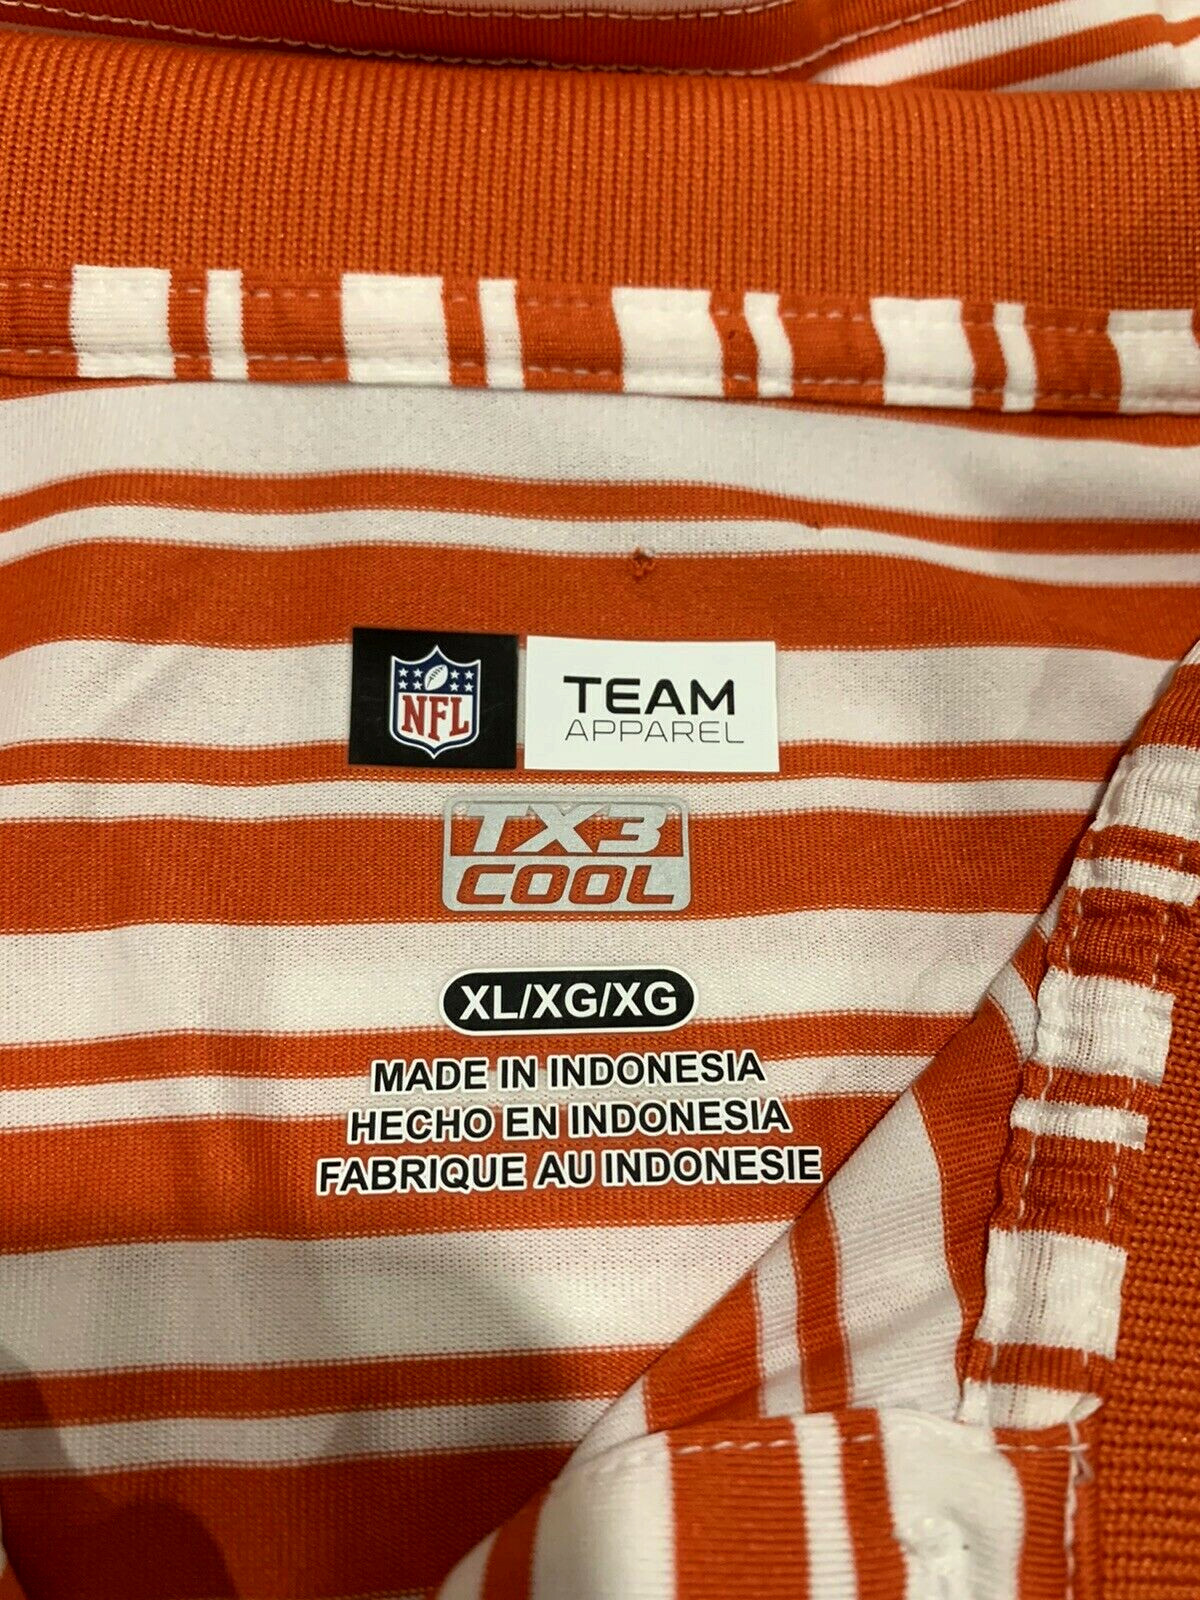 NFL
TEAM
APPAREL
TX3
COOL
XL/XG/XG
MADE IN INDONESIA
HECHO EN INDONESIA
FABRIQUE AU INDONESIE